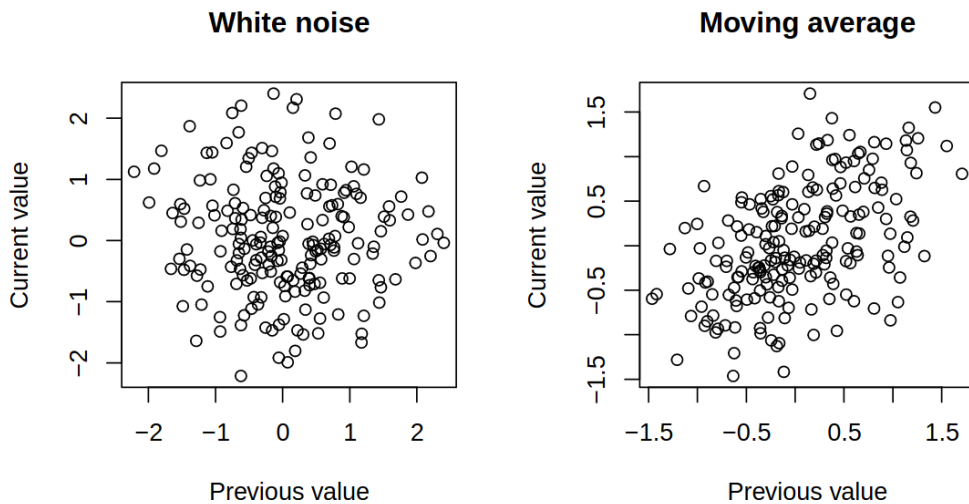 White noise
Current value
2
1
0
−1
−2
−2 −1 0 1 2
Previous value
Moving average
Current value
1.5
0.5
−0.5
−1.5
−1.5 −0.5 0.5 1.5
Previous value